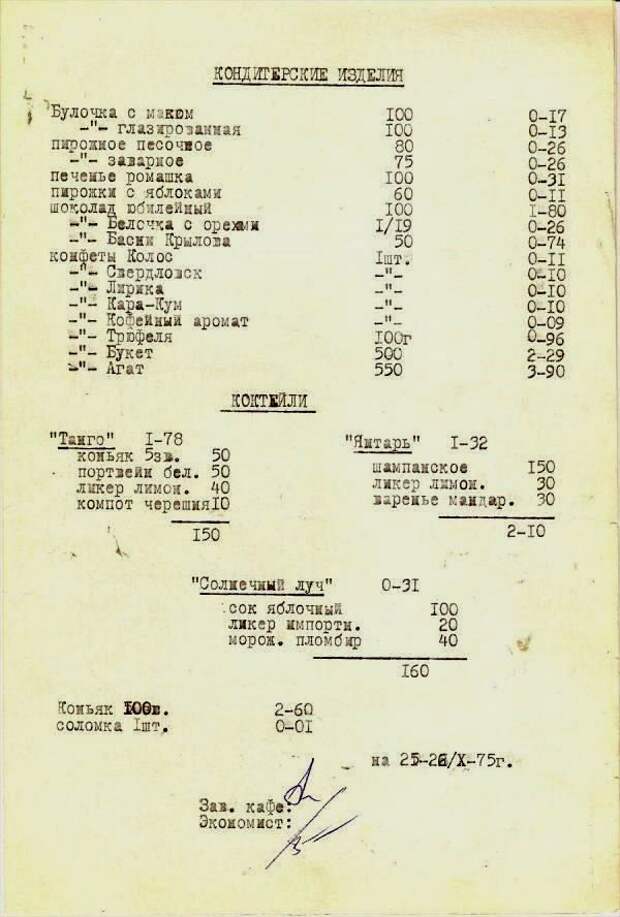 КОНДИТЕРСКИЕ ИЗДЕЛИЯ
Булочка с маком 100 0-17
-"- глазированная 100 0-13
пирожное песочное 80 0-26
-"- заварное 75 0-26
печенье ромашка 100 0-31
пирожки с яблоками 60 0-11
шоколад юбилейный 100 1-80
-"- Белочка с орехами 1/19 0-26
-"- Басни Крылова 50 0-74
конфеты Колос 1шт. 0-11
-"- Свердловск -"- 0-10
-"- Лирика -"- 0-10
-"- Кара-Кум -"- 0-10
-"- Кофейный аромат -"- 0-09
-"- Трюфеля 100г 0-96
-"- Букет 500 2-29
-"- Агат 550 3-90
КОКТЕЙЛИ
"Танго" 1-78
коньяк 5зв. 50
портвейн бел. 50
ликер лимон. 40
компот черешня 10
150
"Янтарь" 1-32
шампанское 150
ликер лимон. 30
варенье мандар. 30
2-10
"Солнечный луч" 0-31
сок яблочный 100
ликер импортн. 20
морож. пломбир 40
160
Коньяк 100г. 2-60
соломка 1шт. 0-01
на 25-26/X-75г.
Зав. кафе:
Экономист: